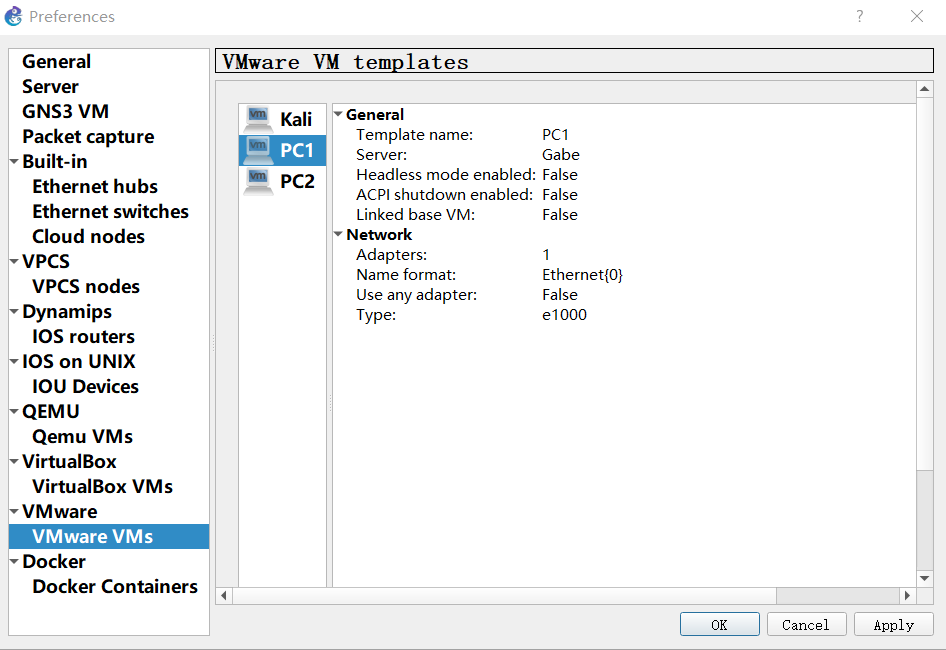 Preferences
General
Server
GNS3 VM
Packet capture
Built-in
Ethernet hubs
Ethernet switches
Cloud nodes
VPCS
VPCS nodes
Dynamips
IOS routers
IOS on UNIX
IOU Devices
QEMU
Qemu VMs
VirtualBox
VirtualBox VMs
VMware
VMware VMs
Docker
Docker Containers
VMware VM templates
vm Kali
vm PC1
vm PC2
General
Template name: PC1
Server: Gabe
Headless mode enabled: False
ACPI shutdown enabled: False
Linked base VM: False
Network
Adapters: 1
Name format: Ethernet{0}
Use any adapter: False
Type: e1000
OK Cancel Apply